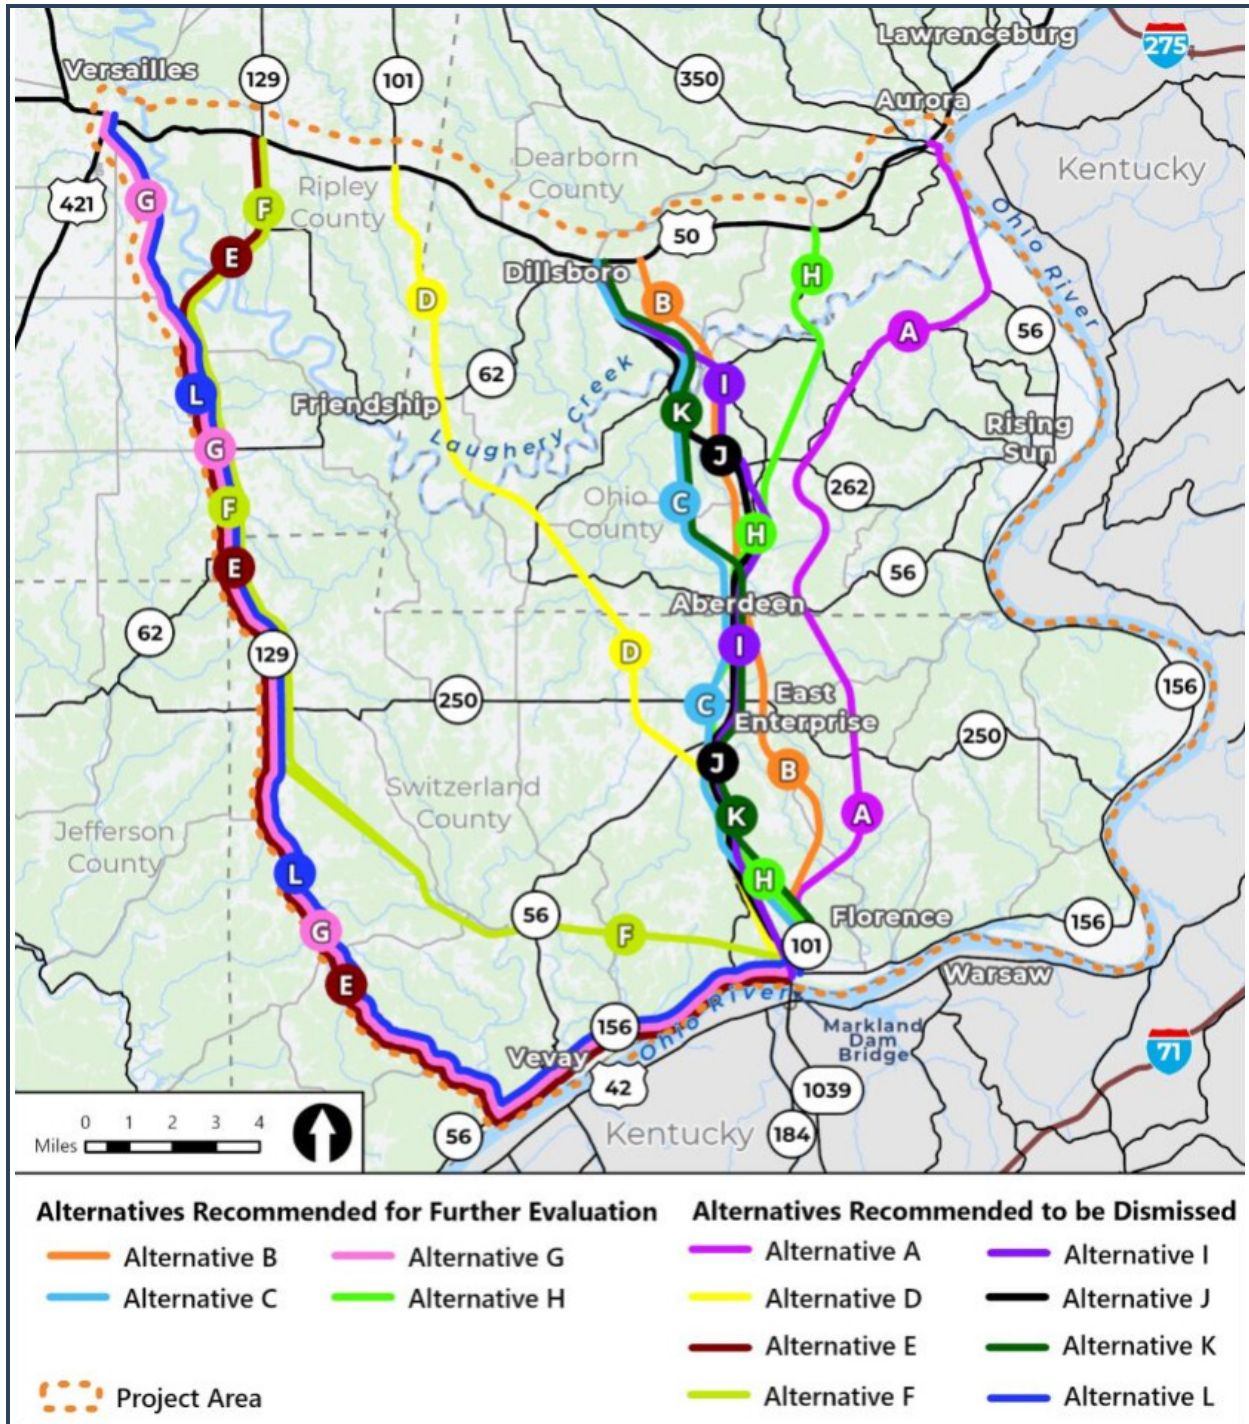 Lawrenceburg
275
Versailles
129
101
350
Aurora
Dearborn
County
Kentucky
421
G
F
Ripley
County
E
50
Ohio River
Dillsboro
H
D
B
A
56
62
I
L
Friendship
K
Laughery Creek
Rising
Sun
G
J
262
F
C
Ohio
County
H
E
56
Aberdeen
62
129
D
I
156
250
C
East
Enterprise
250
J
B
Switzerland
County
K
A
Jefferson
County
L
H
G
56
F
Florence
156
101
E
Warsaw
Ohio River
156
Markland
Dam
Bridge
Vevay
42
1039
71
0 1 2 3 4
Miles
56
Kentucky
184
Alternatives Recommended for Further Evaluation
Alternative B
Alternative G
Alternative C
Alternative H
Project Area
Alternatives Recommended to be Dismissed
Alternative A
Alternative I
Alternative D
Alternative J
Alternative E
Alternative K
Alternative F
Alternative L